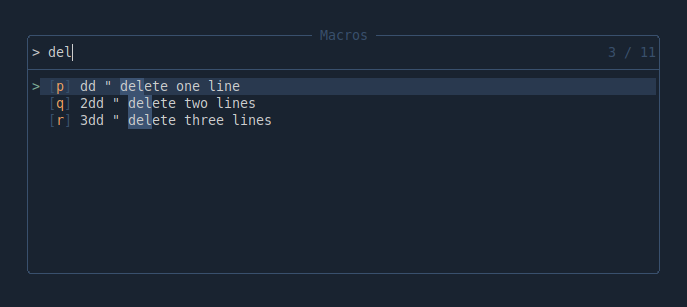 Macros
> del 3 / 11
> [p] dd " delete one line
[q] 2dd " delete two lines
[r] 3dd " delete three lines